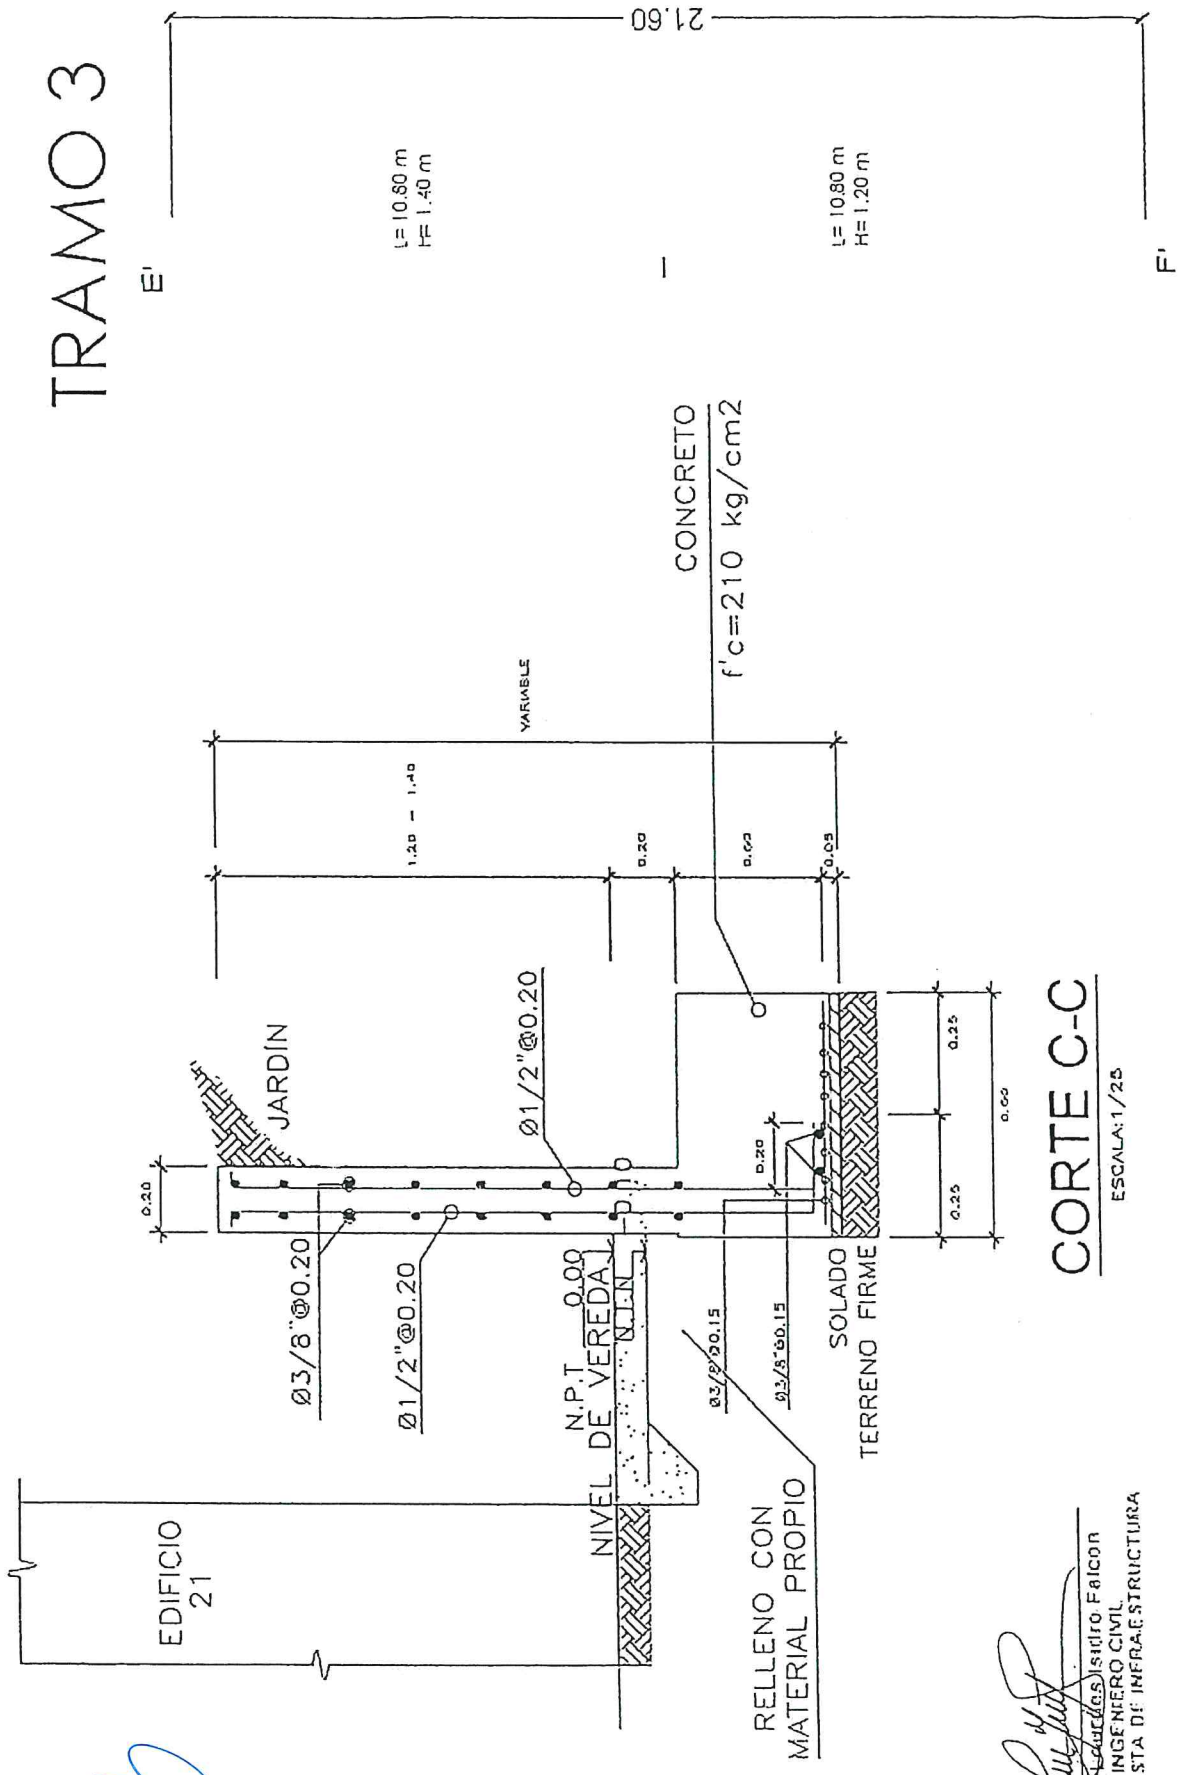 TRAMO 3
E'
L= 10.80 m
H= 1.40 m
21.60
L= 10.80 m
H= 1.20 m
F'
EDIFICIO
21
JARDÍN
0.20
Ø3/8"@0.20
Ø1/2"@0.20
Ø1/2"@0.20
1.20 - 1.40
VARIABLE
0.20
0.05
N.P.T 0.00
NIVEL DE VEREDA
CONCRETO
f'c=210 kg/cm2
RELLENO CON
MATERIAL PROPIO
0.20
Ø3/8"@0.15
Ø3/8"@0.15
SOLADO
TERRENO FIRME
0.25
0.25
CORTE C-C
ESCALA: 1/25
Isidro Falcon
INGENIERO CIVIL
STA DE INFRAESTRUCTURA